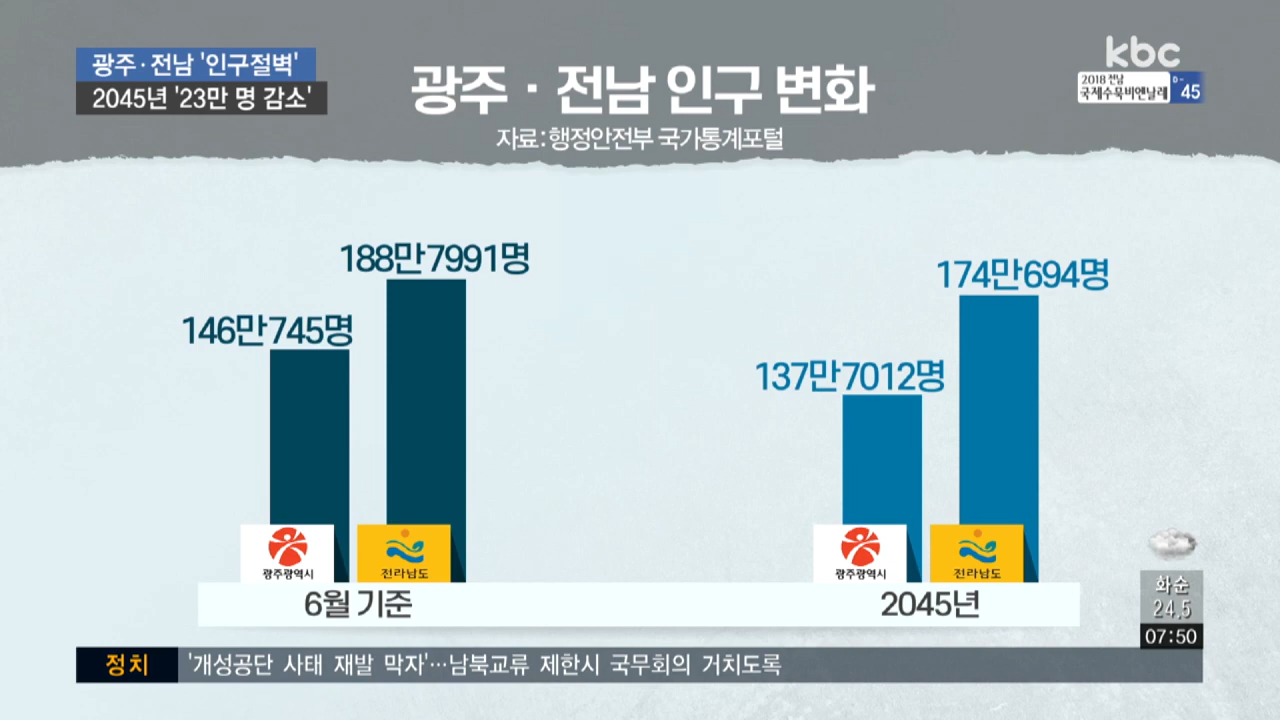 광주·전남 '인구절벽'
2045년 '23만 명 감소'
광주·전남 인구 변화
자료:행정안전부 국가통계포털
kbc
2018 전남
국제수묵비엔날레
D-
45
188만7991명
146만745명
174만694명
137만7012명
광주광역시
전라남도
광주광역시
전라남도
6월 기준
2045년
화순
24.5
07:50
정치
'개성공단 사태 재발 막자'…남북교류 제한시 국무회의 거치도록